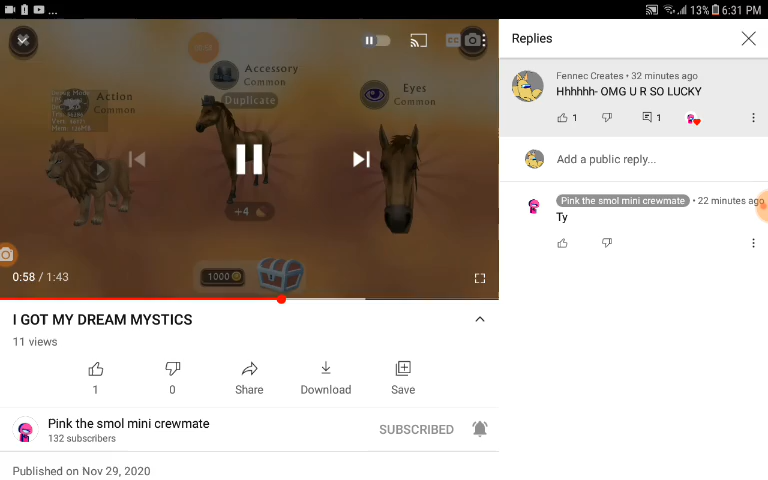 ... 13% 6:31 PM
0:58
CC
Action
Common
Accessory
Common
Duplicate
Eyes
Common
+4
1000
0:58 / 1:43
I GOT MY DREAM MYSTICS
11 views
1
0
Share
Download
Save
Pink the smol mini crewmate
132 subscribers
SUBSCRIBED
Published on Nov 29, 2020
Replies
Fennec Creates • 32 minutes ago
Hhhhhh- OMG U R SO LUCKY
1
1
Add a public reply...
Pink the smol mini crewmate • 22 minutes ago
Ty